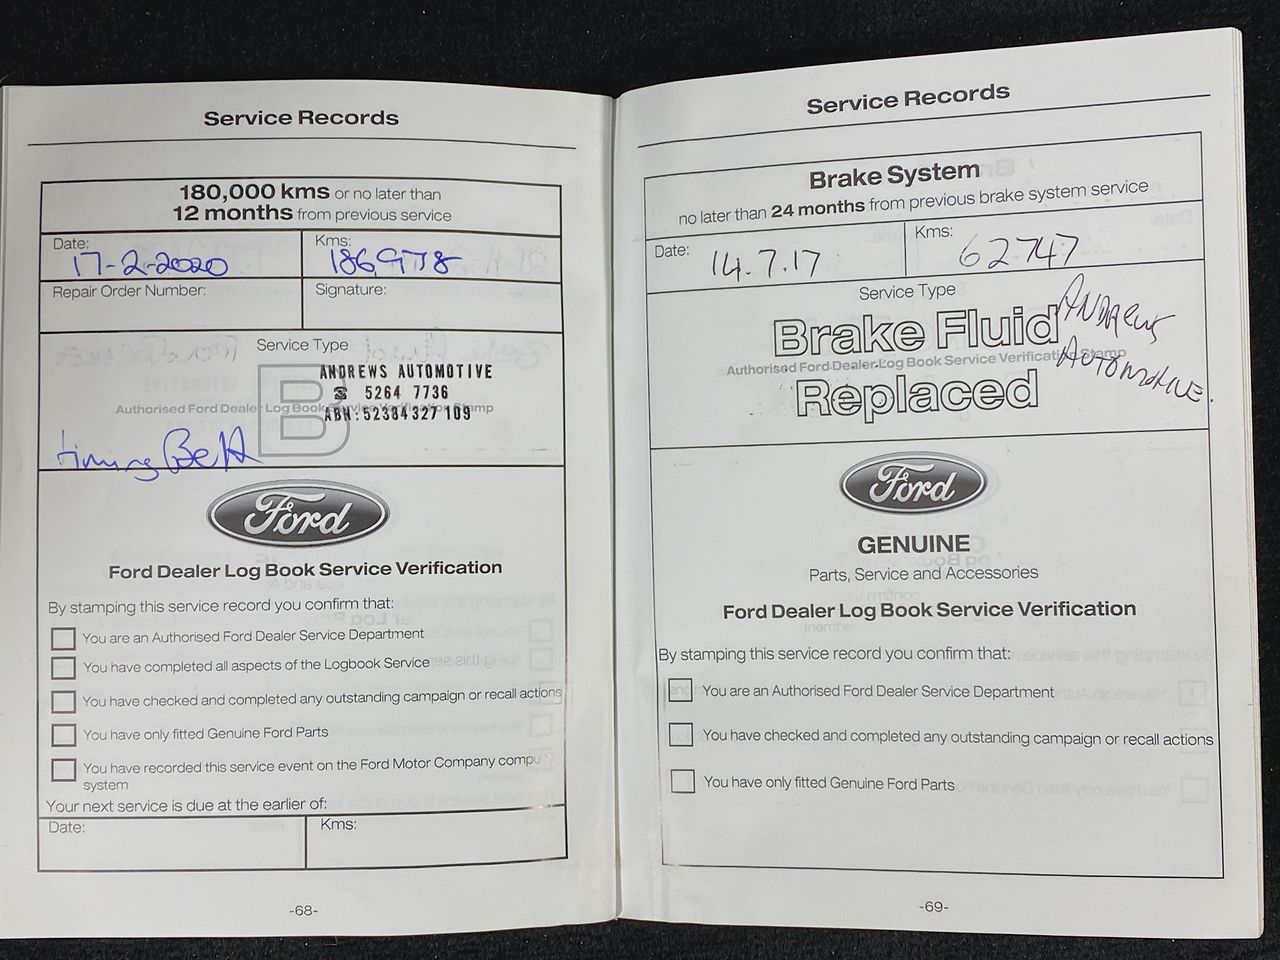 Service Records
180,000 kms or no later than
12 months from previous service
Date:
17-2-2020
Kms:
186978
Repair Order Number:
Signature:
Service Type
B
ANDREWS AUTOMOTIVE
☎ 5264 7736
Authorised Ford Dealer Log Book Service Verification Stamp
ABN:52384327109
timing Belt
Ford
Ford Dealer Log Book Service Verification
By stamping this service record you confirm that:
You are an Authorised Ford Dealer Service Department
You have completed all aspects of the Logbook Service
You have checked and completed any outstanding campaign or recall actions
You have only fitted Genuine Ford Parts
You have recorded this service event on the Ford Motor Company compu
system
Your next service is due at the earlier of:
Date:
Kms:
-68-
Service Records
Brake System
no later than 24 months from previous brake system service
Date:
14.7.17
Kms:
62747
Service Type
Brake Fluid
Authorised Ford Dealer Log Book Service Verification Stamp
Replaced
ANDREWS
AUTOMOTIVE.
Ford
GENUINE
Parts, Service and Accessories
Ford Dealer Log Book Service Verification
By stamping this service record you confirm that:
You are an Authorised Ford Dealer Service Department
You have checked and completed any outstanding campaign or recall actions
You have only fitted Genuine Ford Parts
-69-